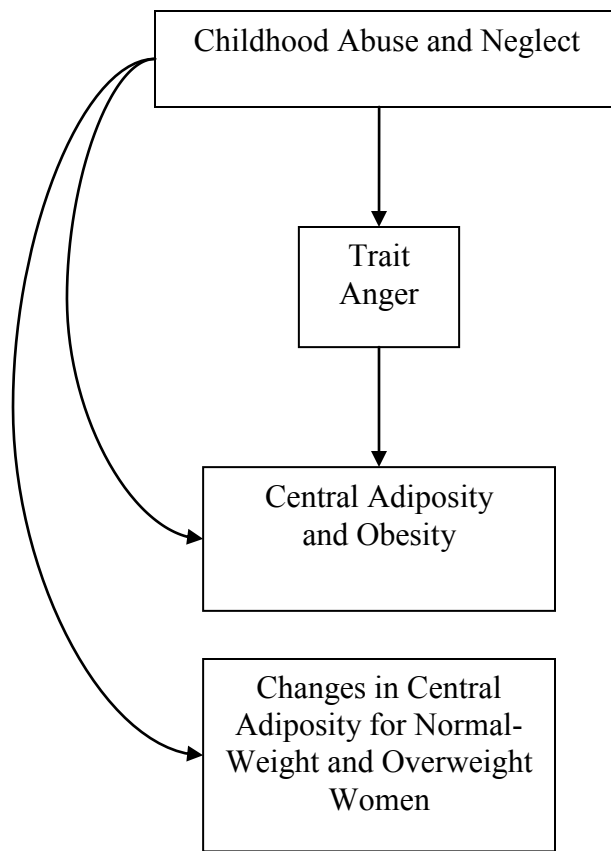 Childhood Abuse and Neglect
Trait
Anger
Central Adiposity
and Obesity
Changes in Central
Adiposity for Normal-
Weight and Overweight
Women